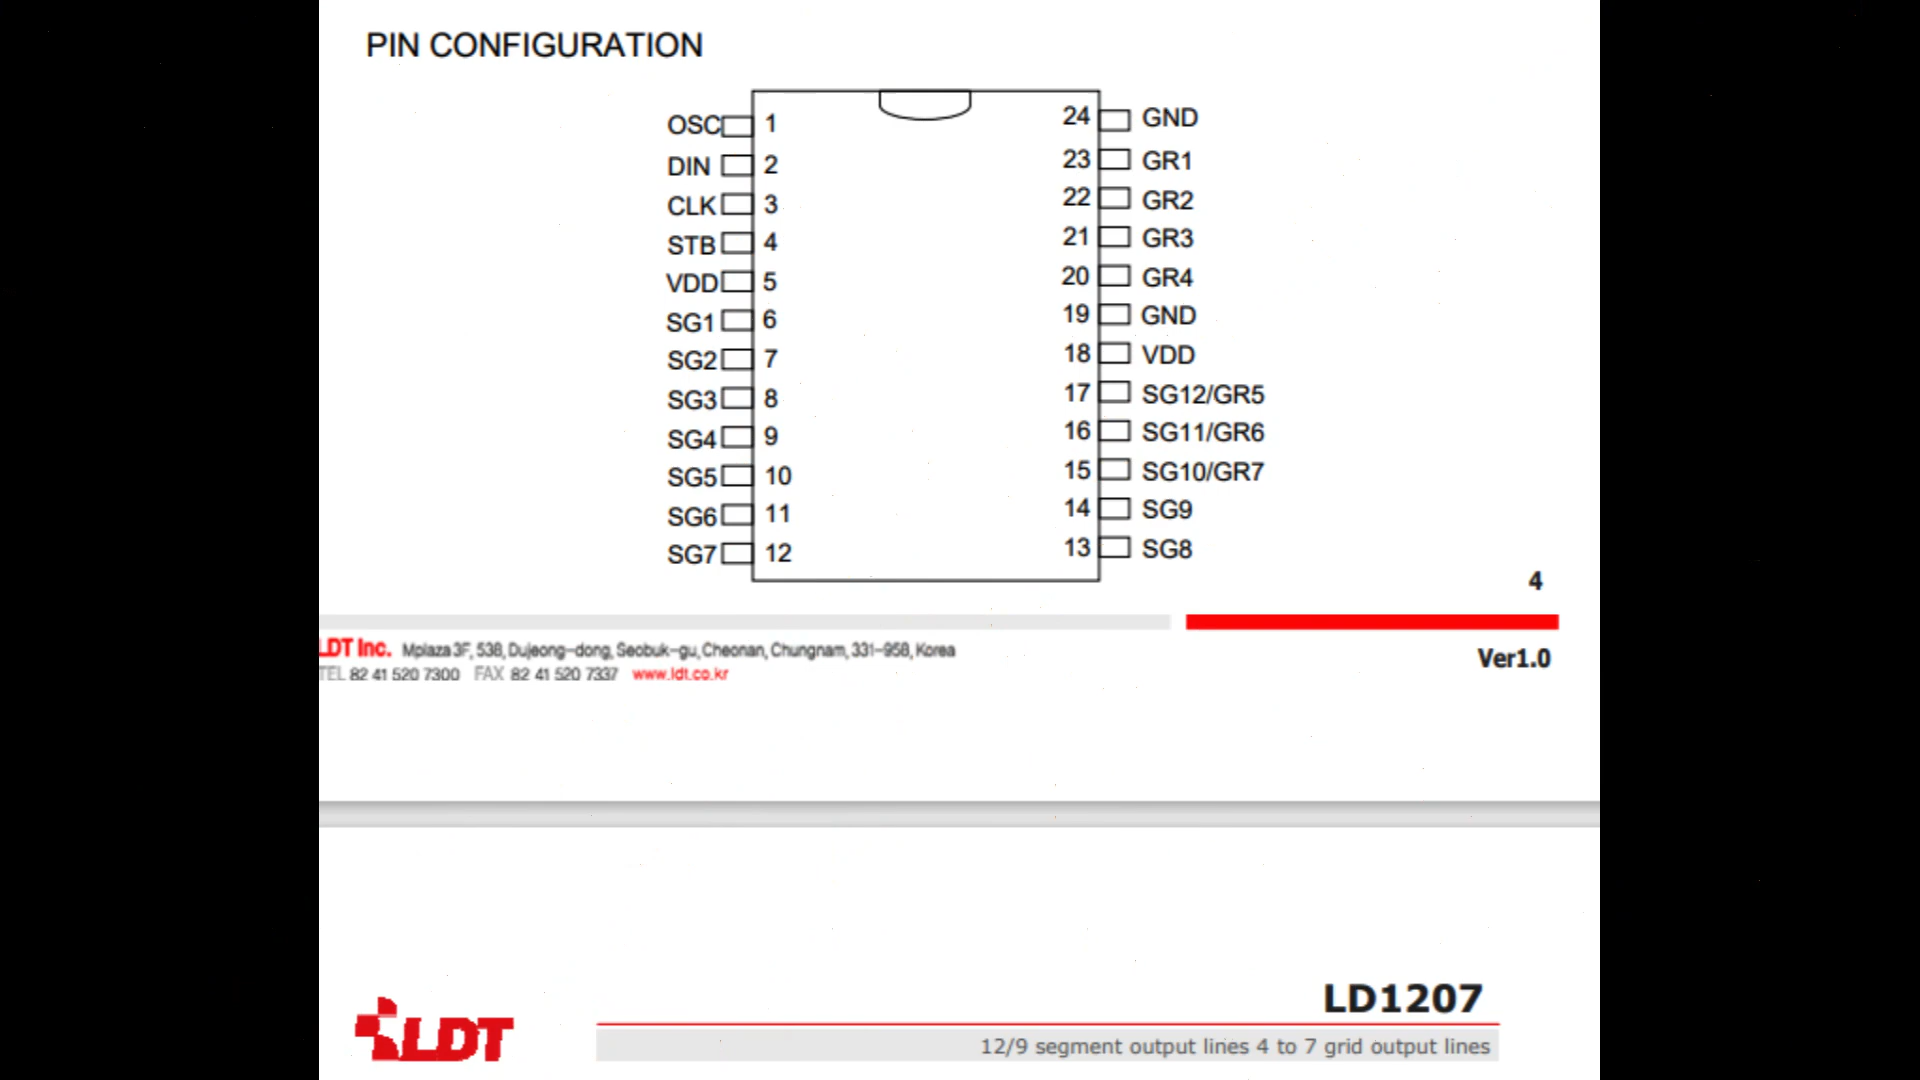 PIN CONFIGURATION
OSC 1 24 GND
DIN 2 23 GR1
CLK 3 22 GR2
STB 4 21 GR3
VDD 5 20 GR4
SG1 6 19 GND
SG2 7 18 VDD
SG3 8 17 SG12/GR5
SG4 9 16 SG11/GR6
SG5 10 15 SG10/GR7
SG6 11 14 SG9
SG7 12 13 SG8
4
LDT Inc. Mplaza 3F, 538, Dujeong-dong, Seobuk-gu, Cheonan, Chungnam, 331-958, Korea
TEL 82 41 520 7300 FAX 82 41 520 7337 www.ldt.co.kr
Ver1.0
LDT
LD1207
12/9 segment output lines 4 to 7 grid output lines